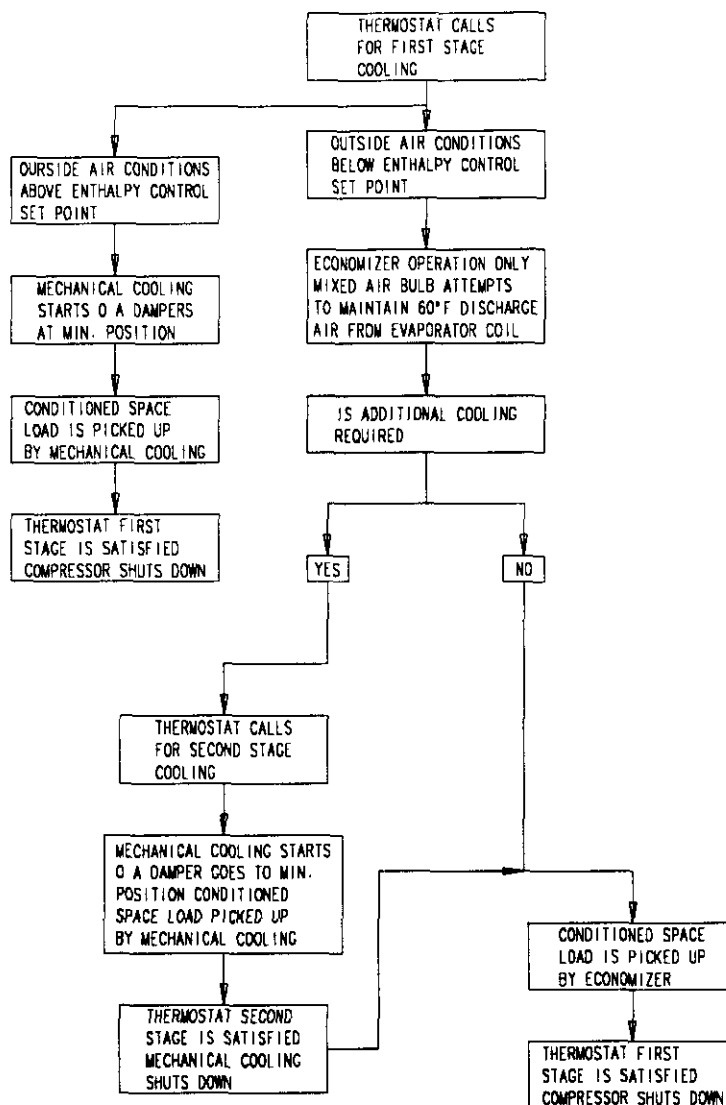 THERMOSTAT CALLS
FOR FIRST STAGE
COOLING
OURSIDE AIR CONDITIONS
ABOVE ENTHALPY CONTROL
SET POINT
OUTSIDE AIR CONDITIONS
BELOW ENTHALPY CONTROL
SET POINT
MECHANICAL COOLING
STARTS O A DAMPERS
AT MIN. POSITION
ECONOMIZER OPERATION ONLY
MIXED AIR BULB ATTEMPTS
TO MAINTAIN 60°F DISCHARGE
AIR FROM EVAPORATOR COIL
CONDITIONED SPACE
LOAD IS PICKED UP
BY MECHANICAL COOLING
IS ADDITIONAL COOLING
REQUIRED
THERMOSTAT FIRST
STAGE IS SATISFIED
COMPRESSOR SHUTS DOWN
YES
NO
THERMOSTAT CALLS
FOR SECOND STAGE
COOLING
MECHANICAL COOLING STARTS
O A DAMPER GOES TO MIN.
POSITION CONDITIONED
SPACE LOAD PICKED UP
BY MECHANICAL COOLING
CONDITIONED SPACE
LOAD IS PICKED UP
BY ECONOMIZER
THERMOSTAT SECOND
STAGE IS SATISFIED
MECHANICAL COOLING
SHUTS DOWN
THERMOSTAT FIRST
STAGE IS SATISFIED
COMPRESSOR SHUTS DOWN